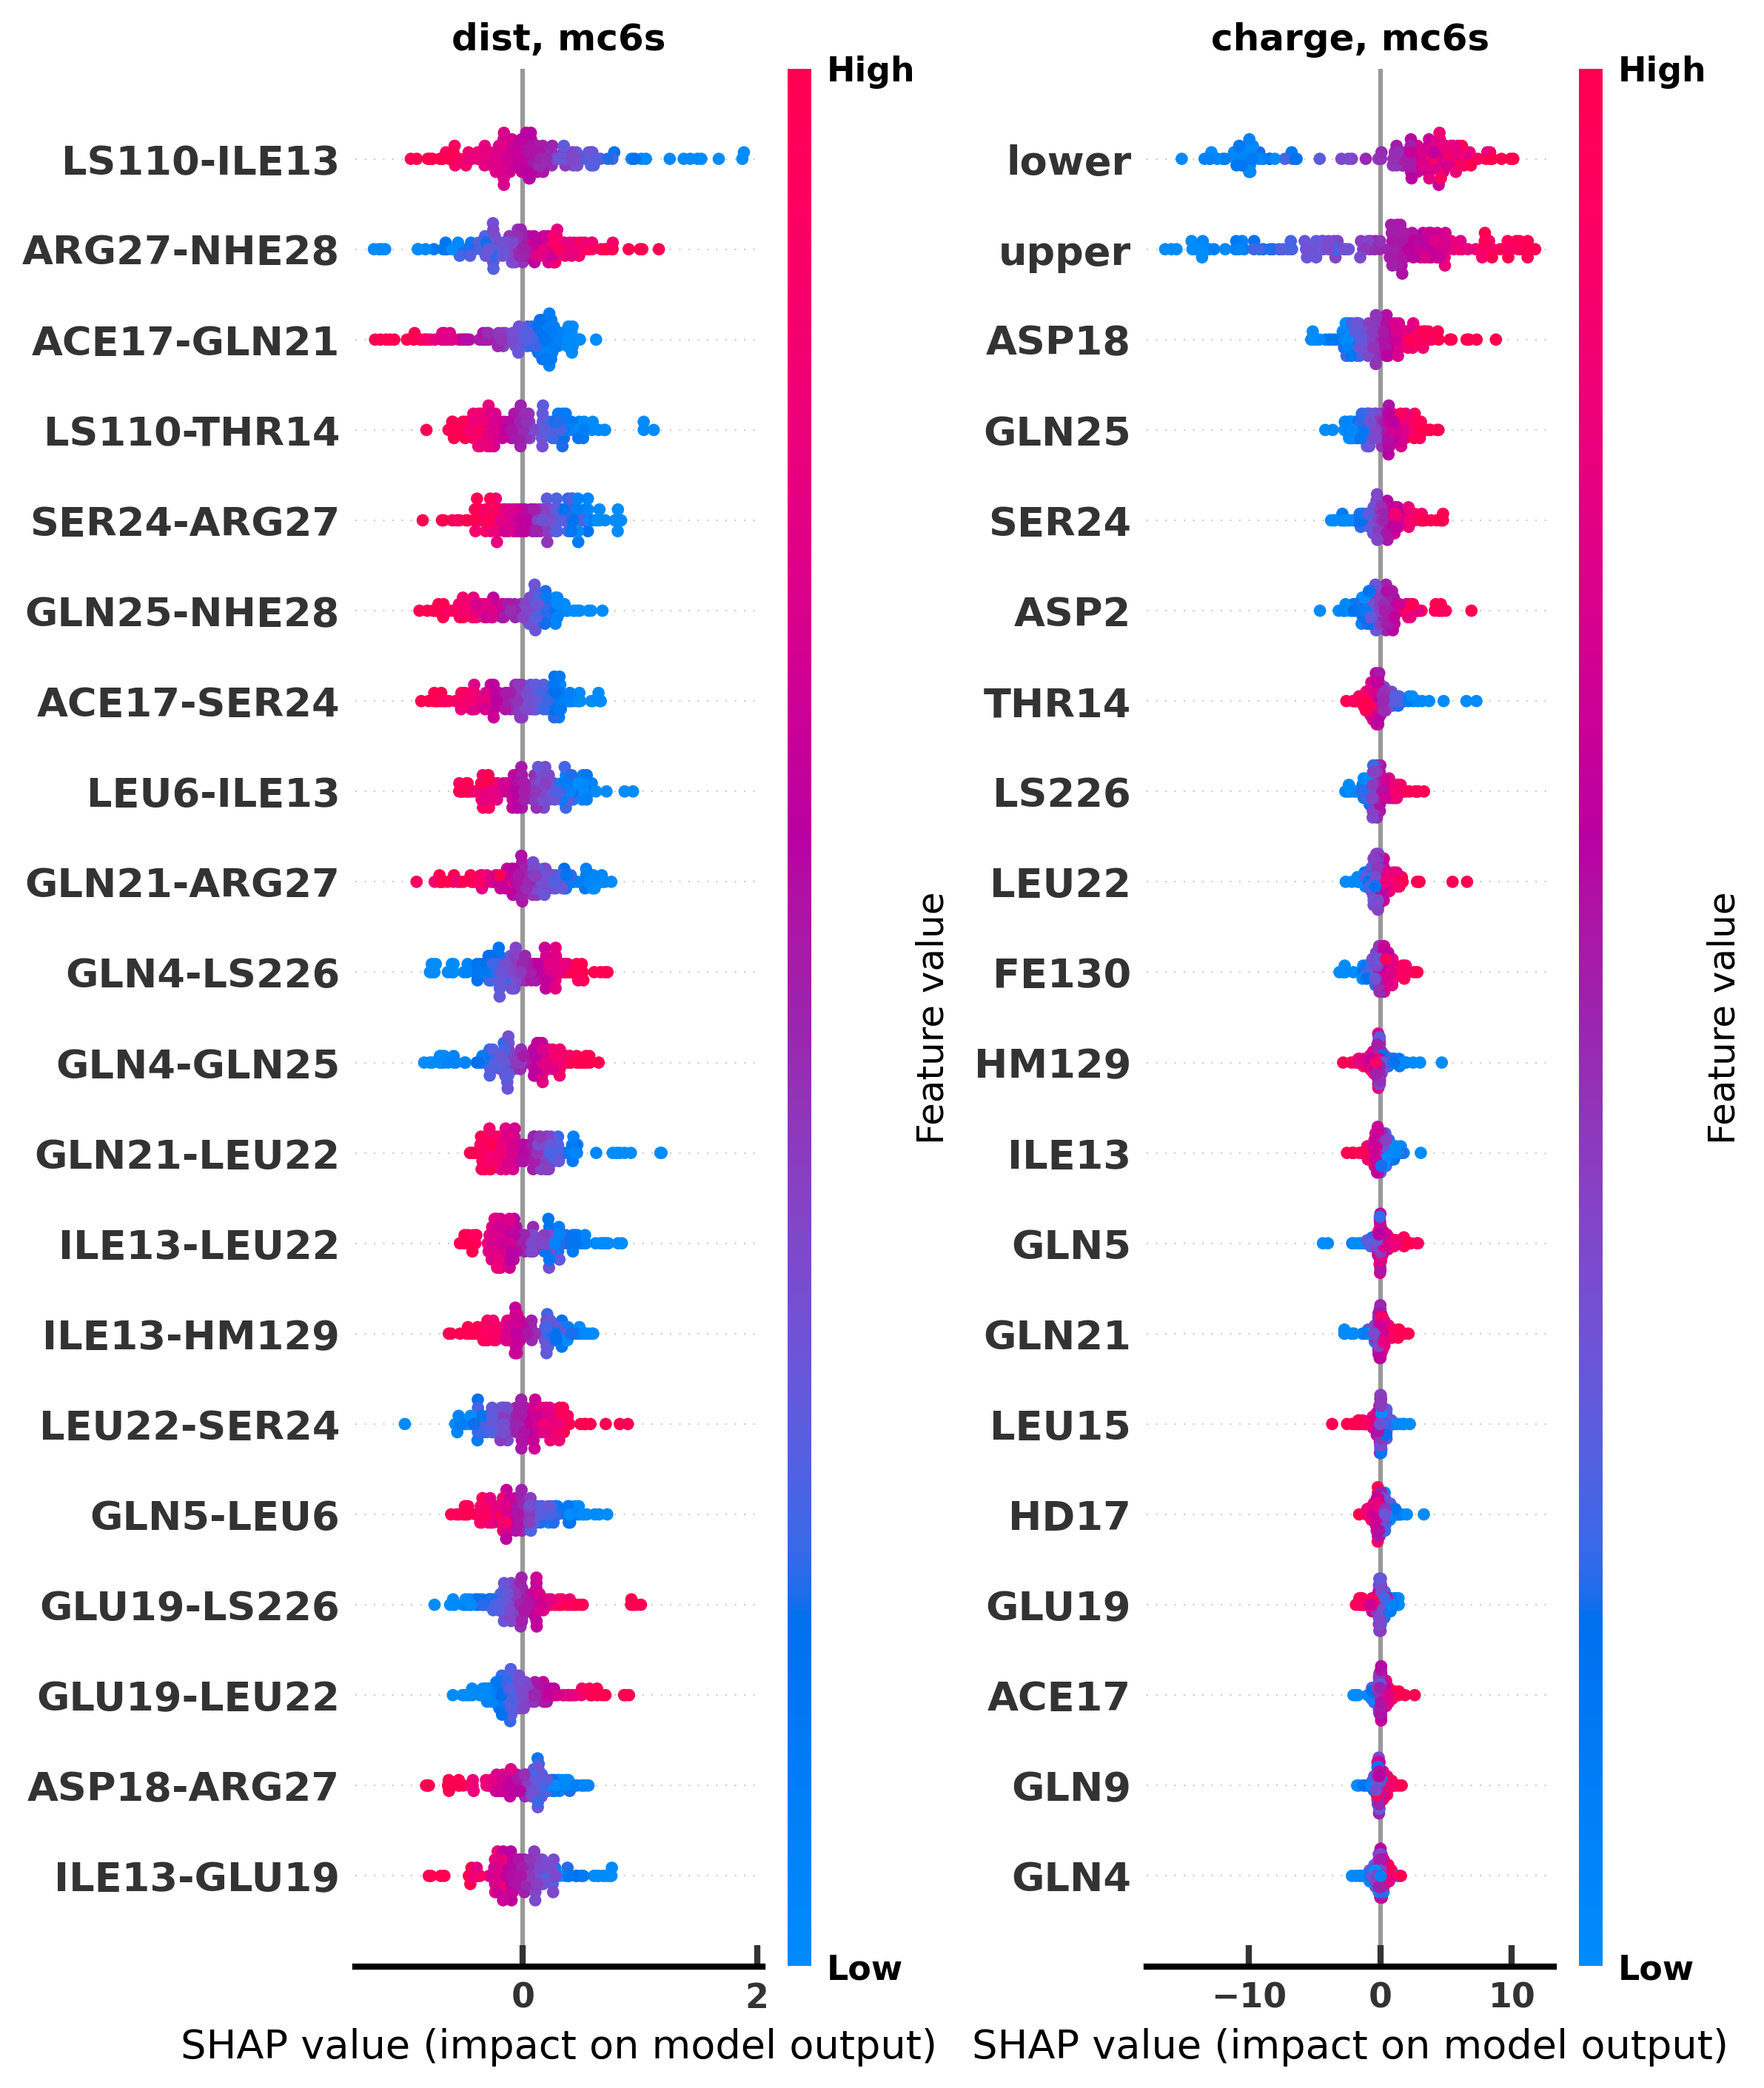 dist, mc6s
High
LS110-ILE13
ARG27-NHE28
ACE17-GLN21
LS110-THR14
SER24-ARG27
GLN25-NHE28
ACE17-SER24
LEU6-ILE13
GLN21-ARG27
GLN4-LS226
GLN4-GLN25
GLN21-LEU22
ILE13-LEU22
ILE13-HM129
LEU22-SER24
GLN5-LEU6
GLU19-LS226
GLU19-LEU22
ASP18-ARG27
ILE13-GLU19
Feature value
Low
0 2
SHAP value (impact on model output)
charge, mc6s
High
lower
upper
ASP18
GLN25
SER24
ASP2
THR14
LS226
LEU22
FE130
HM129
ILE13
GLN5
GLN21
LEU15
HD17
GLU19
ACE17
GLN9
GLN4
Feature value
Low
−10 0 10
SHAP value (impact on model output)